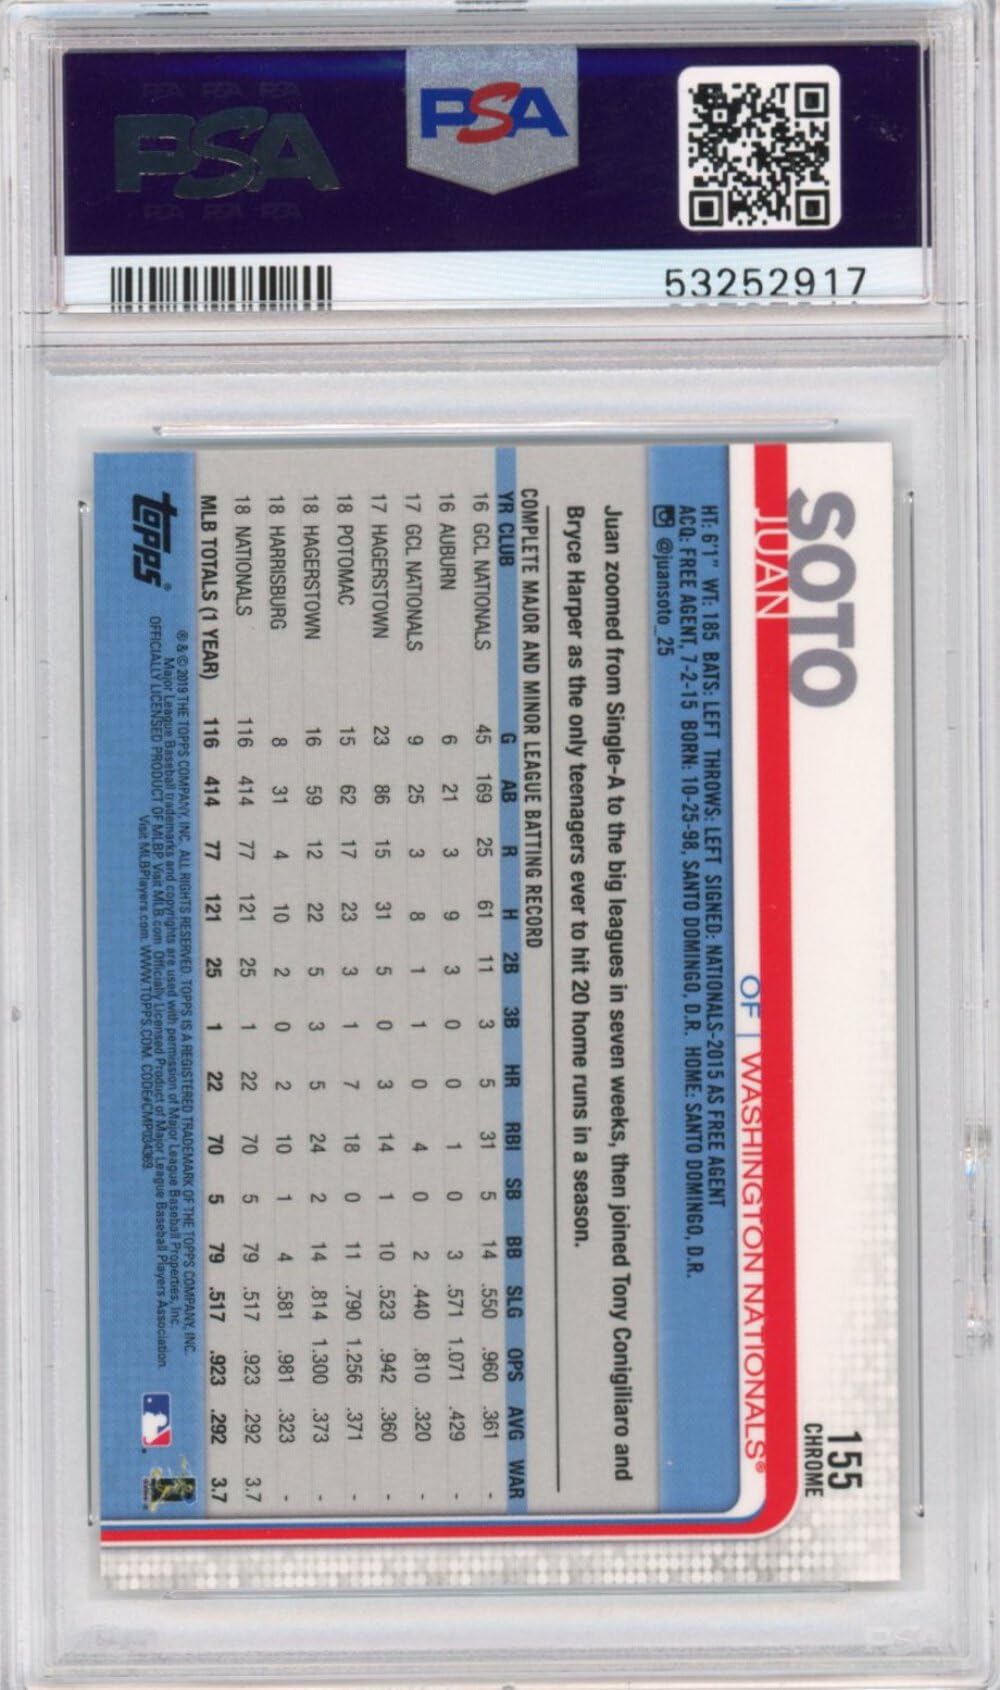 PSA PSA PSA
PSA
PSA PSA PSA
PSA
53252917
155
CHROME
SOTO
JUAN
OF | WASHINGTON NATIONALS®
HT: 6'1" WT: 185 BATS: LEFT THROWS: LEFT SIGNED: NATIONALS-2015 AS FREE AGENT
ACQ: FREE AGENT, 7-2-15 BORN: 10-25-98, SANTO DOMINGO, D.R. HOME: SANTO DOMINGO, D.R.
@juansoto_25
Juan zoomed from Single-A to the big leagues in seven weeks, then joined Tony Conigiliaro and
Bryce Harper as the only teenagers ever to hit 20 home runs in a season.
COMPLETE MAJOR AND MINOR LEAGUE BATTING RECORD
YR CLUB G AB R H 2B 3B HR RBI SB BB SLG OPS AVG WAR
16 GCL NATIONALS 45 169 25 61 11 3 5 31 5 14 .550 .960 .361 -
16 AUBURN 6 21 3 9 3 0 0 1 0 3 .571 1.071 .429 -
17 GCL NATIONALS 9 25 3 8 1 1 0 4 0 2 .440 .810 .320 -
17 HAGERSTOWN 23 86 15 31 5 0 3 14 1 10 .523 .942 .360 -
18 POTOMAC 15 62 17 23 3 1 7 18 0 11 .790 1.256 .371 -
18 HAGERSTOWN 16 59 12 22 5 3 5 24 2 14 .814 1.300 .373 -
18 HARRISBURG 8 31 4 10 2 0 2 10 1 4 .581 .981 .323 -
18 NATIONALS 116 414 77 121 25 1 22 70 5 79 .517 .923 .292 3.7
MLB TOTALS (1 YEAR) 116 414 77 121 25 1 22 70 5 79 .517 .923 .292 3.7
topps®
® & © 2019 THE TOPPS COMPANY, INC. ALL RIGHTS RESERVED. TOPPS IS A REGISTERED TRADEMARK OF THE TOPPS COMPANY, INC.
Major League Baseball trademarks and copyrights are used with permission of Major League Baseball Properties, Inc.
OFFICIALLY LICENSED PRODUCT OF MLBP. Visit MLB.com. Officially Licensed Product of Major League Baseball Players Association.
Visit MLBPlayers.com. WWW.TOPPS.COM. CODE#CMP034369.